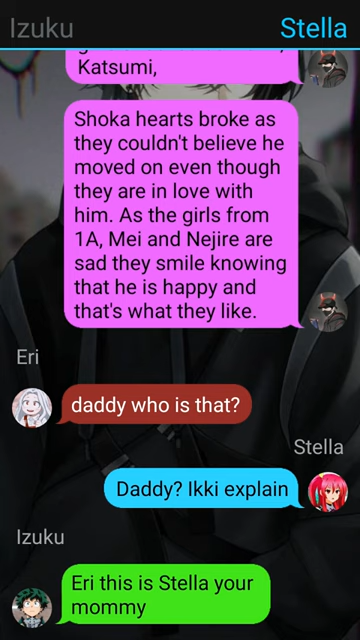 Izuku
Stella
Katsumi,
Shoka hearts broke as
they couldn't believe he
moved on even though
they are in love with
him. As the girls from
1A, Mei and Nejire are
sad they smile knowing
that he is happy and
that's what they like.
Eri
daddy who is that?
Stella
Daddy? Ikki explain
Izuku
Eri this is Stella your
mommy